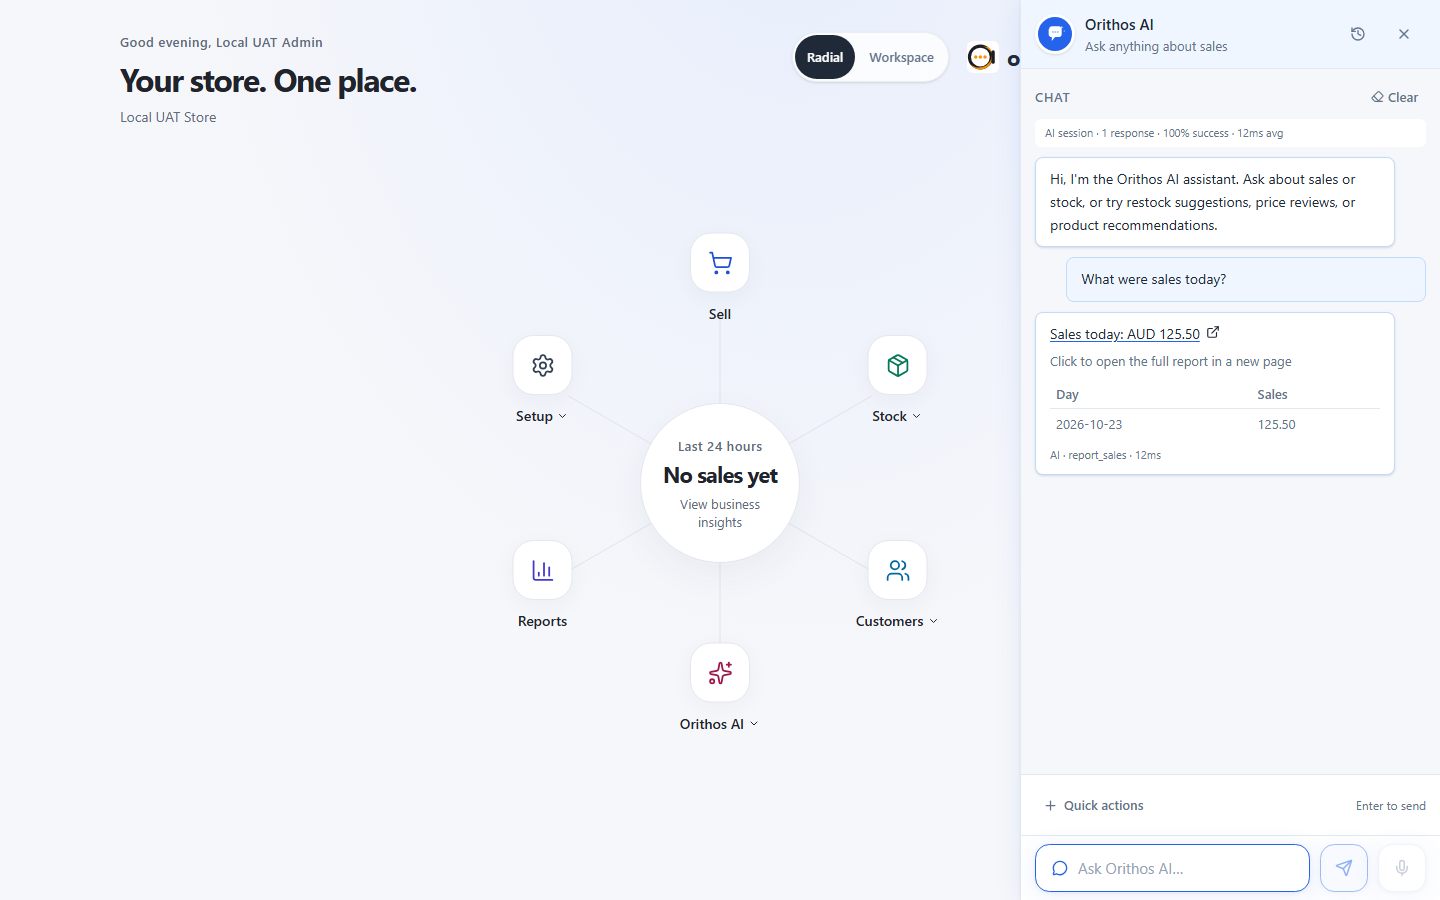 Good evening, Local UAT Admin
Your store. One place.
Local UAT Store
Radial
Workspace
o
Sell
Setup
Stock
Last 24 hours
No sales yet
View business
insights
Reports
Customers
Orithos AI
Orithos AI
Ask anything about sales
CHAT
Clear
AI session · 1 response · 100% success · 12ms avg
Hi, I'm the Orithos AI assistant. Ask about sales or
stock, or try restock suggestions, price reviews, or
product recommendations.
What were sales today?
Sales today: AUD 125.50
Click to open the full report in a new page
Day Sales
2026-10-23 125.50
AI · report_sales · 12ms
Quick actions
Enter to send
Ask Orithos AI...